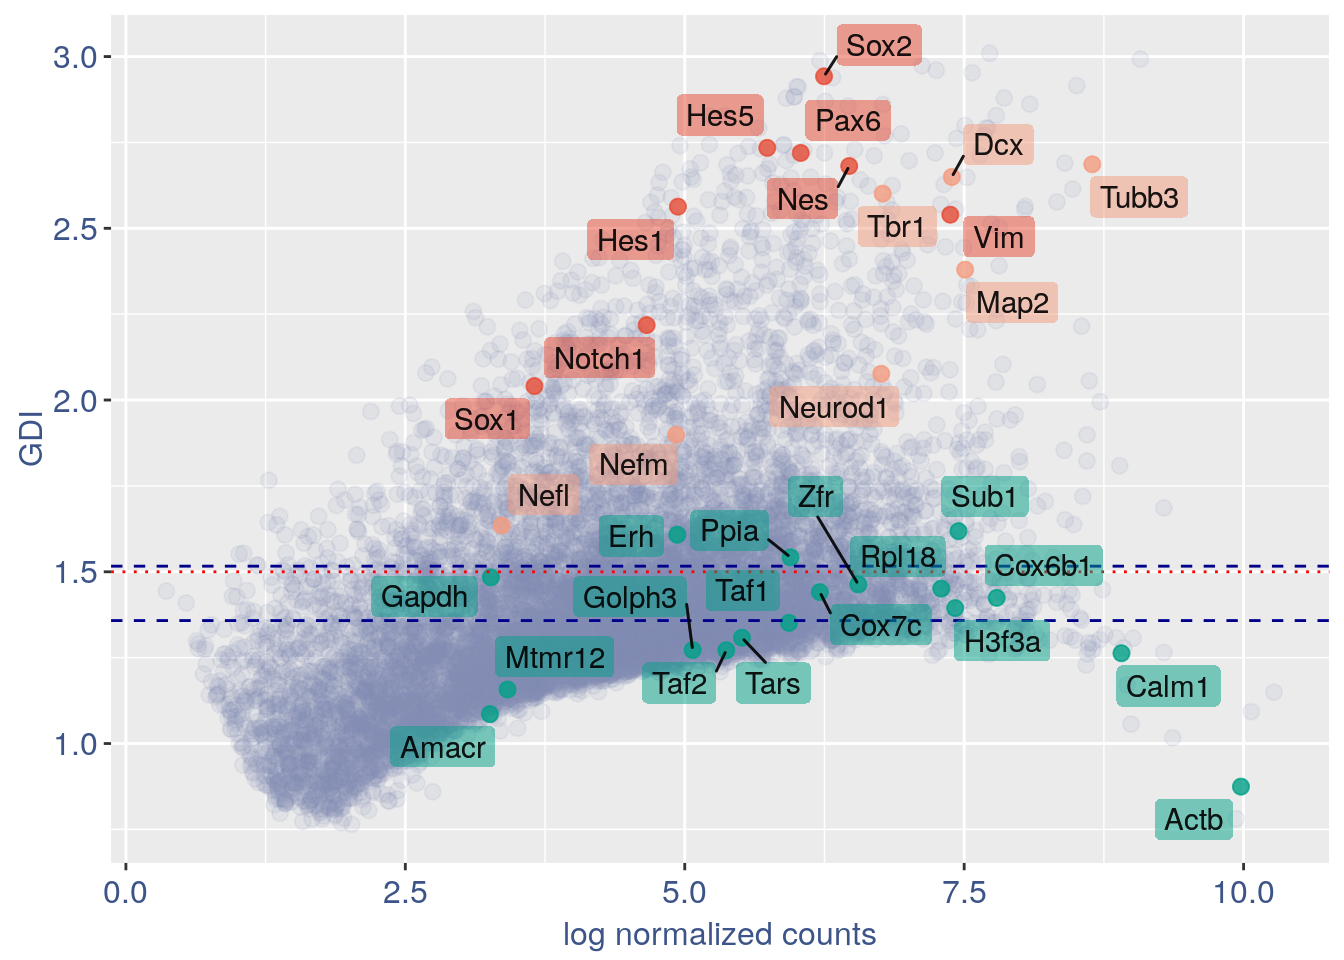 3.0
2.5
2.0
1.5
1.0
GDI
Sox2
Hes5
Pax6
Dcx
Nes
Tubb3
Tbr1
Hes1
Vim
Map2
Notch1
Neurod1
Sox1
Nefm
Nefl
Zfr
Sub1
Erh
Ppia
Rpl18
Cox6b1
Gapdh
Golph3
Taf1
Cox7c
H3f3a
Mtmr12
Taf2
Tars
Calm1
Amacr
Actb
0.0 2.5 5.0 7.5 10.0
log normalized counts